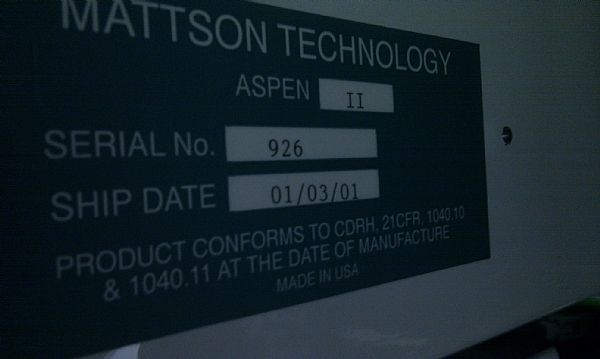 MATTSON TECHNOLOGY
ASPEN II
SERIAL No. 926
SHIP DATE 01/03/01
PRODUCT CONFORMS TO CDRH, 21CFR, 1040.10
& 1040.11 AT THE DATE OF MANUFACTURE
MADE IN USA